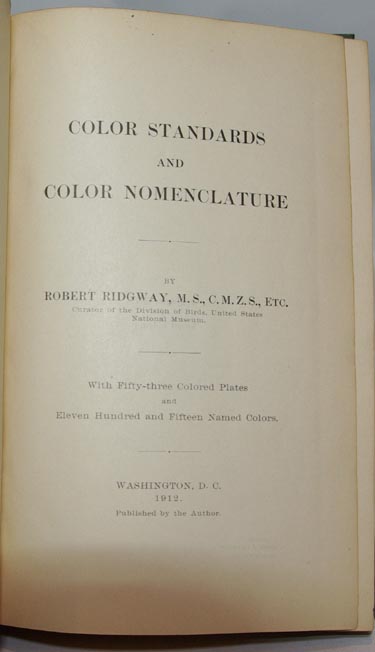 COLOR STANDARDS
AND
COLOR NOMENCLATURE
BY
ROBERT RIDGWAY, M. S., C. M. Z. S., ETC.
Curator of the Division of Birds, United States
National Museum.
With Fifty-three Colored Plates
and
Eleven Hundred and Fifteen Named Colors.
WASHINGTON, D. C.
1912.
Published by the Author.